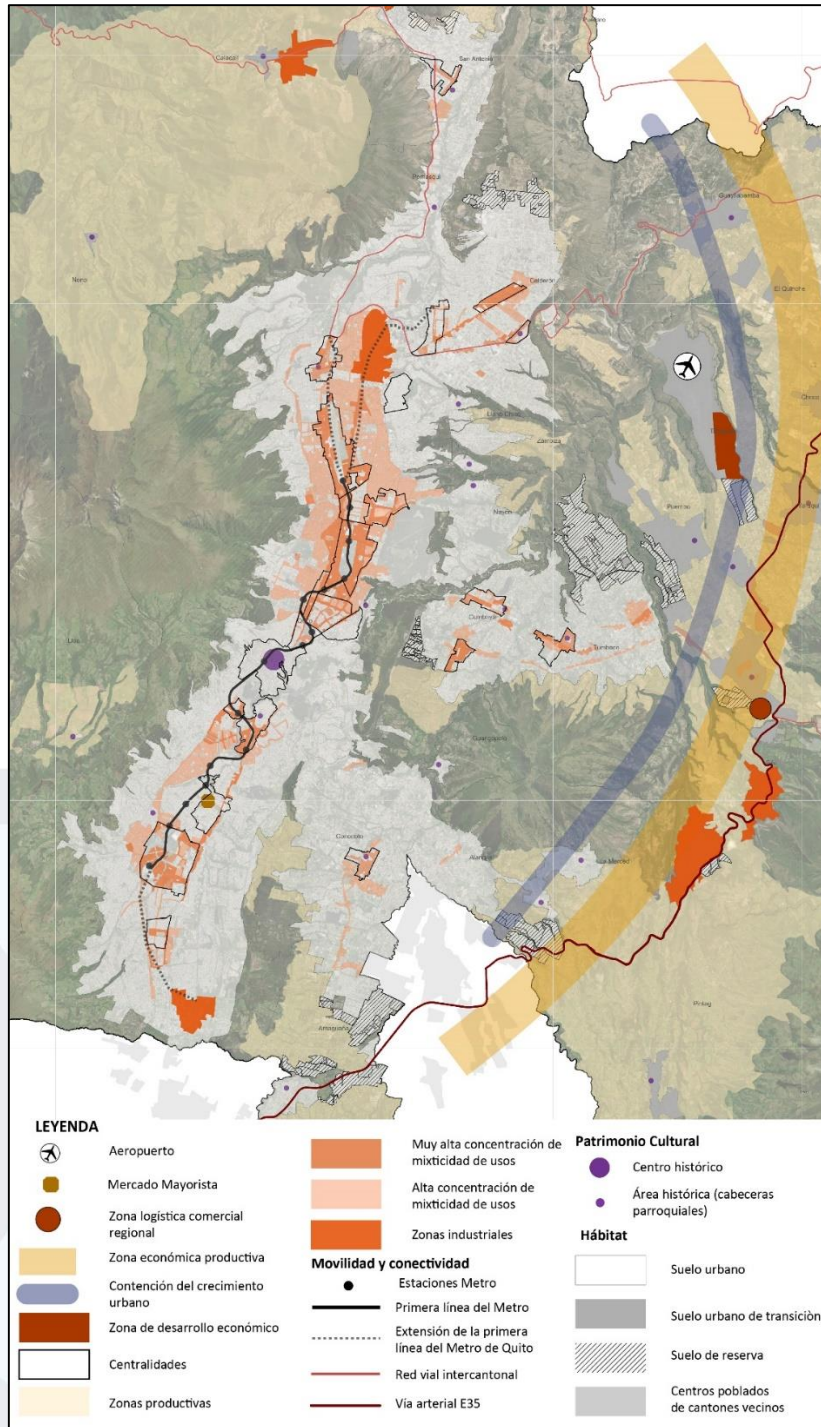 San Antonio
Calacalí
Pomasqui
Guayllabamba
Nono
Calderón
El Quinche
Checa
Llano Chico
Zámbiza
Nayón
Puembo
Cumbayá
Tumbaco
Lloa
Guangopolo
Conocoto
Alangasí
La Merced
Pintag
Amaguaña
LEYENDA
Aeropuerto
Mercado Mayorista
Zona logística comercial
regional
Zona económica productiva
Contención del crecimiento
urbano
Zona de desarrollo económico
Centralidades
Zonas productivas
Muy alta concentración de
mixticidad de usos
Alta concentración de
mixticidad de usos
Zonas industriales
Movilidad y conectividad
Estaciones Metro
Primera línea del Metro
Extensión de la primera
línea del Metro de Quito
Red vial intercantonal
Vía arterial E35
Patrimonio Cultural
Centro histórico
Área histórica (cabeceras
parroquiales)
Hábitat
Suelo urbano
Suelo urbano de transiciòn
Suelo de reserva
Centros poblados
de cantones vecinos